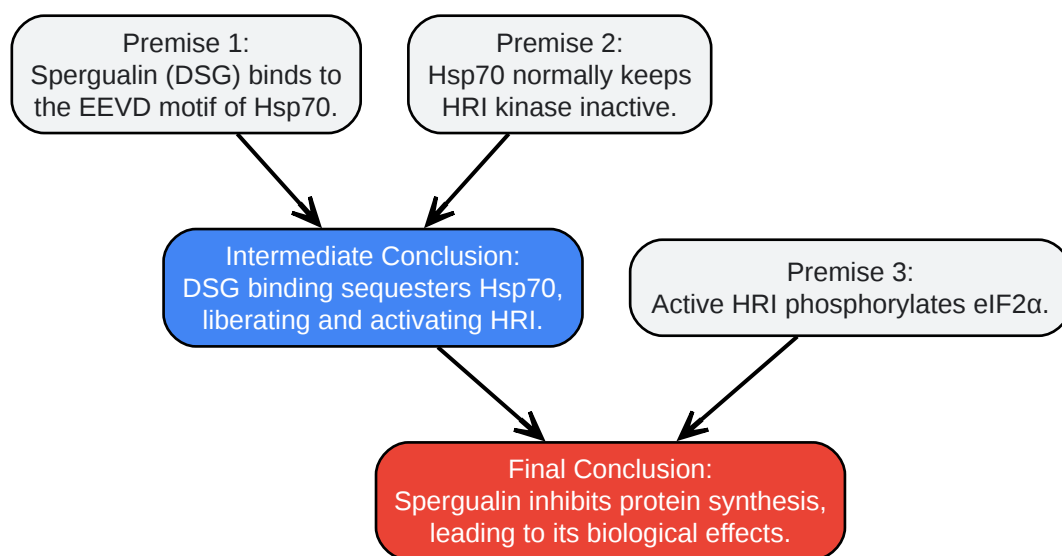 Premise 1:
Spergualin (DSG) binds to
the EEVD motif of Hsp70.
Premise 2:
Hsp70 normally keeps
HRI kinase inactive.
Intermediate Conclusion:
DSG binding sequesters Hsp70,
liberating and activating HRI.
Premise 3:
Active HRI phosphorylates eIF2α.
Final Conclusion:
Spergualin inhibits protein synthesis,
leading to its biological effects.